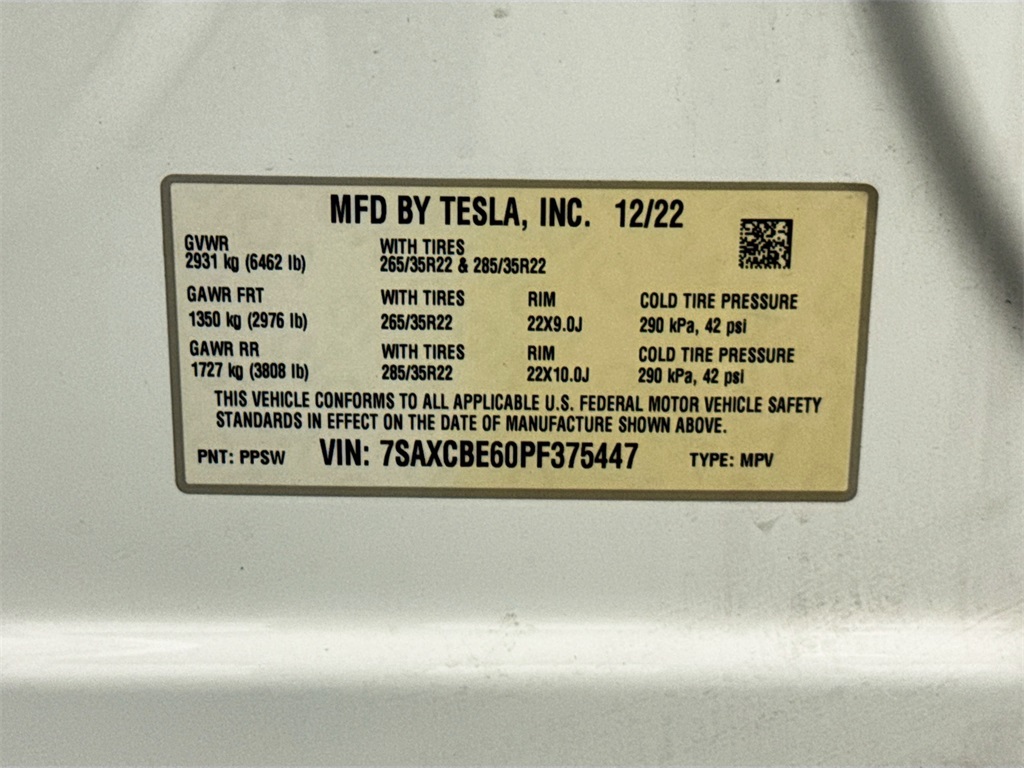 MFD BY TESLA, INC. 12/22
GVWR WITH TIRES
2931 kg (6462 lb) 265/35R22 & 285/35R22
GAWR FRT WITH TIRES RIM COLD TIRE PRESSURE
1350 kg (2976 lb) 265/35R22 22X9.0J 290 kPa, 42 psi
GAWR RR WITH TIRES RIM COLD TIRE PRESSURE
1727 kg (3808 lb) 285/35R22 22X10.0J 290 kPa, 42 psi
THIS VEHICLE CONFORMS TO ALL APPLICABLE U.S. FEDERAL MOTOR VEHICLE SAFETY
STANDARDS IN EFFECT ON THE DATE OF MANUFACTURE SHOWN ABOVE.
PNT: PPSW VIN: 7SAXCBE60PF375447 TYPE: MPV